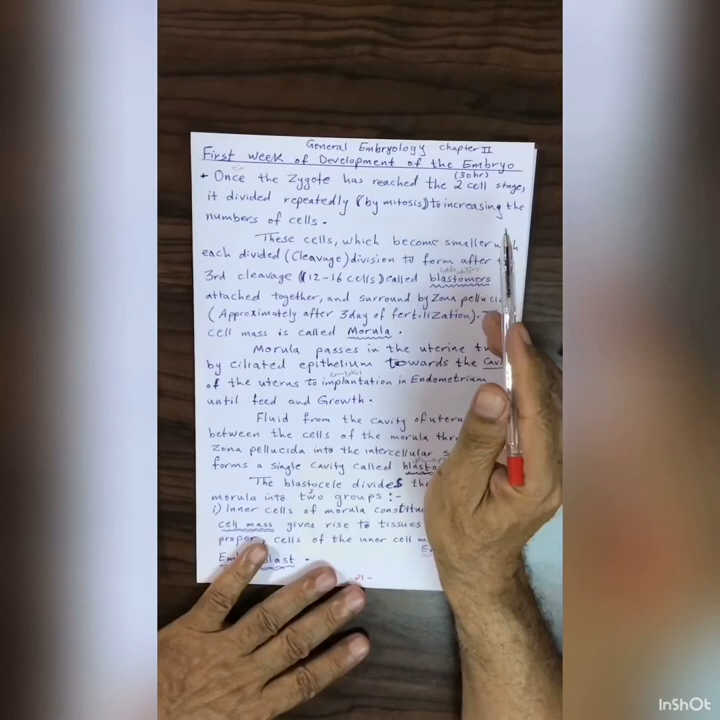 General Embryology chapter II
First week of Development of the Embryo
+ Once the Zygote has reached the 2 cell stage,
(30hr)
it divided repeatedly (by mitosis) to increasing the
numbers of cells.
These cells, which become smaller
each divided (Cleavage) division to form after
3rd cleavage (12-16 cells) called blastomers
attached together, and surround by Zona
(Approximately after 3day of fertilization).
cell mass is called Morula.
Morula passes in the uterine
by ciliated epithelium towards the
of the uterus to implantation in Endometrium
until feed and Growth.
Fluid from the cavity of
between the cells of the morula
Zona pellucida into the intercellular
forms a single cavity called
The blastocele divides
morula into two groups :-
i) Inner cells of morula
cell mass gives rise to tissues
proper, cells of the inner cell
-21-
InShOt